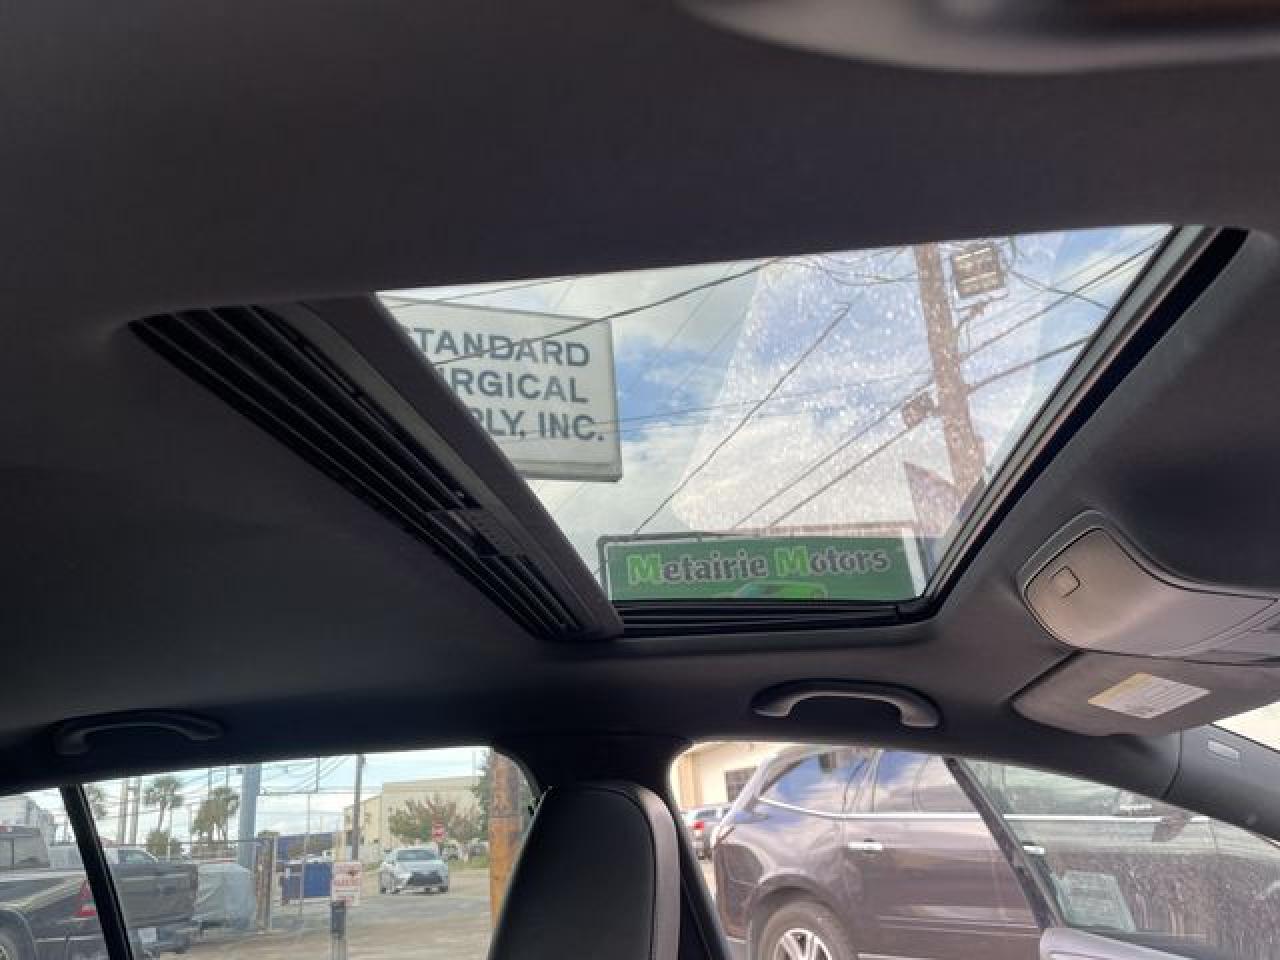 TANDARD
RGICAL
PLY, INC.
Metairie Motors